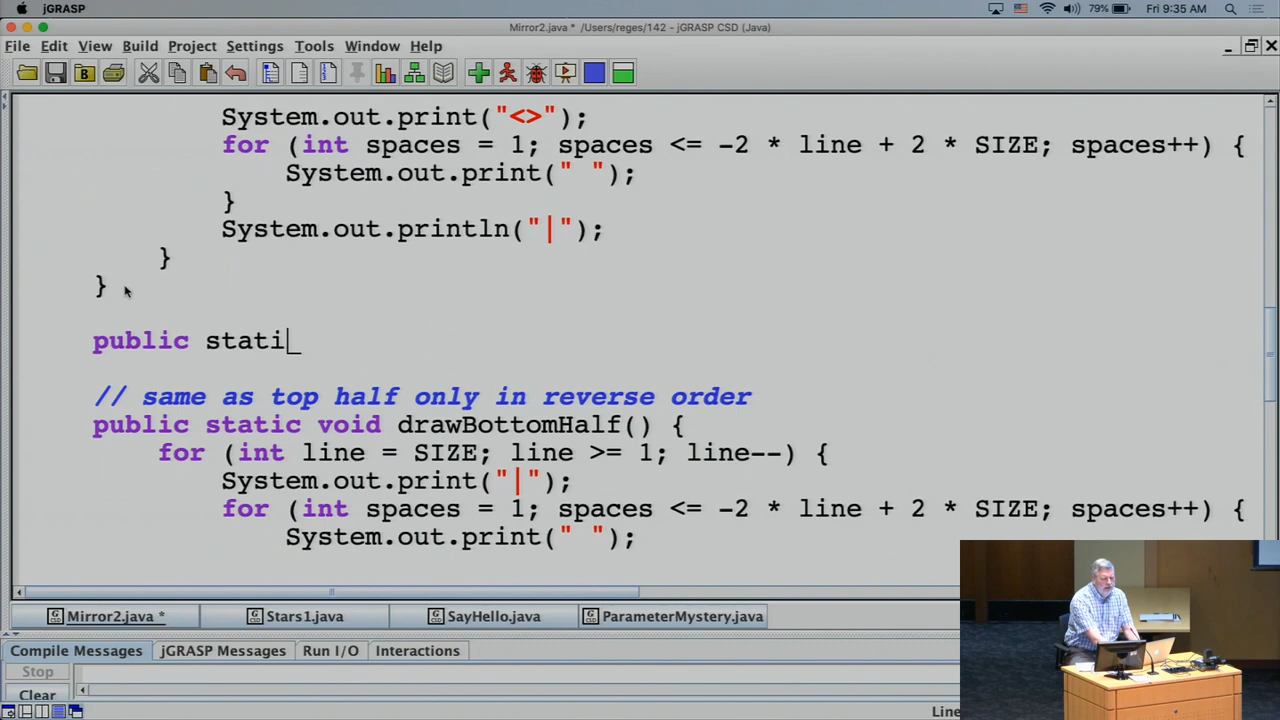 jGRASP
79%
Fri 9:35 AM
Mirror2.java * /Users/reges/142 - jGRASP CSD (Java)
File Edit View Build Project Settings Tools Window Help
System.out.print("<>");
for (int spaces = 1; spaces <= -2 * line + 2 * SIZE; spaces++) {
System.out.print(" ");
}
System.out.println("|");
}
}
public stati
// same as top half only in reverse order
public static void drawBottomHalf() {
for (int line = SIZE; line >= 1; line--) {
System.out.print("|");
for (int spaces = 1; spaces <= -2 * line + 2 * SIZE; spaces++) {
System.out.print(" ");
Mirror2.java * Stars1.java SayHello.java ParameterMystery.java
Compile Messages jGRASP Messages Run I/O Interactions
Stop
Clear